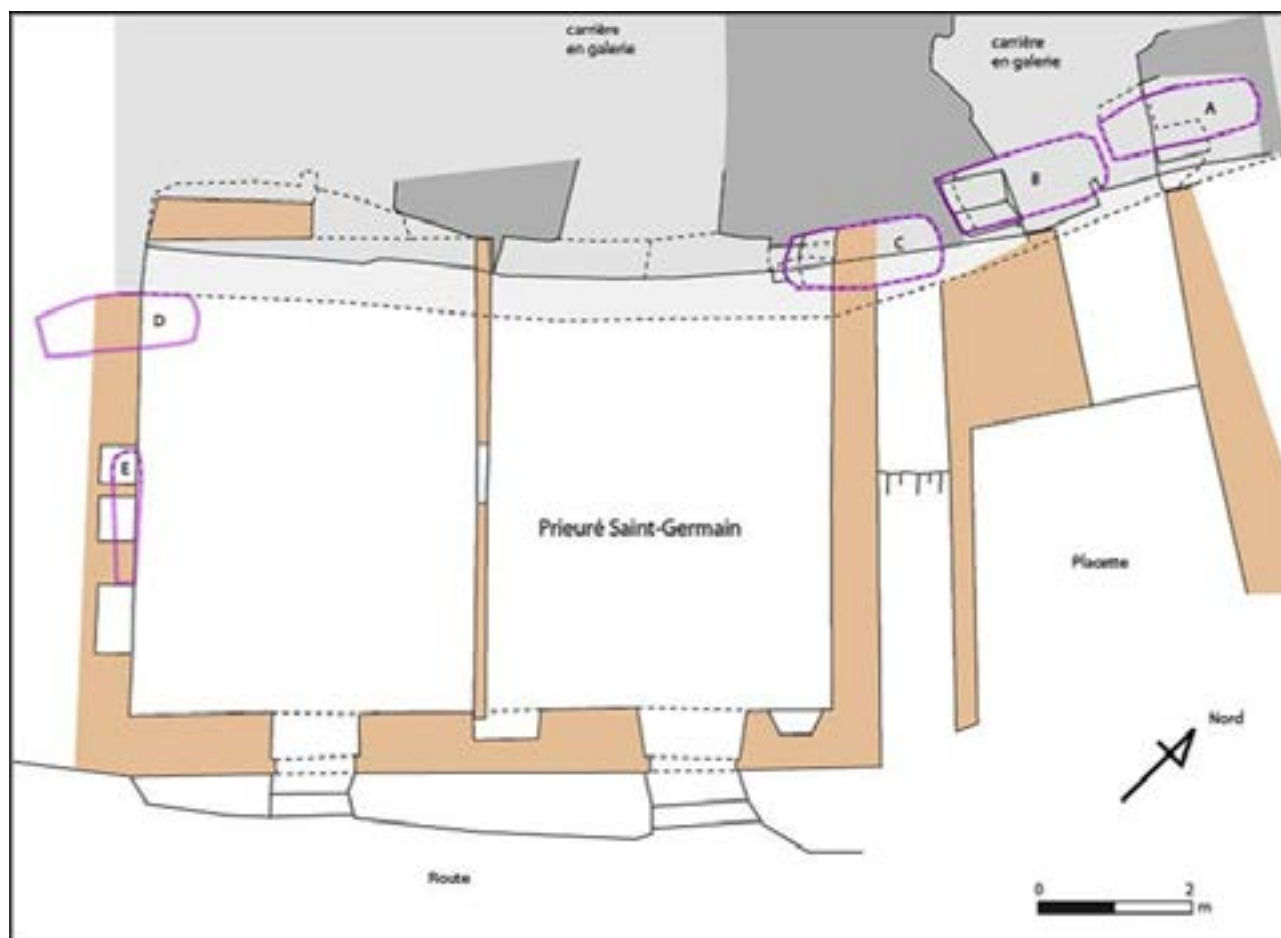 carrière
en galerie
carrière
en galerie
A
B
C
D
E
Prieuré Saint-Germain
Placette
Nord
Route
0 2
m